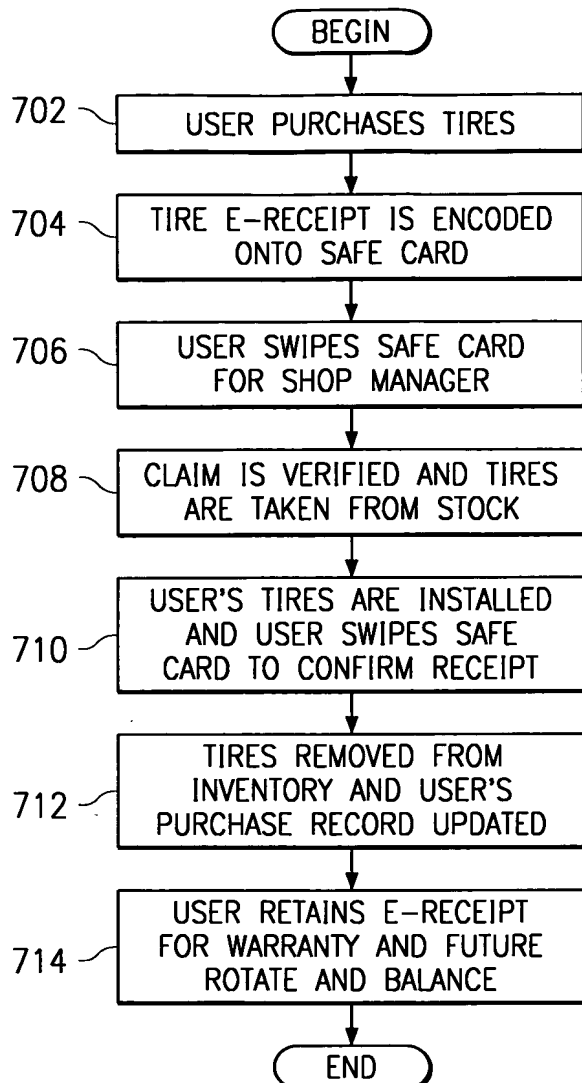 BEGIN
702
USER PURCHASES TIRES
704
TIRE E-RECEIPT IS ENCODED
ONTO SAFE CARD
706
USER SWIPES SAFE CARD
FOR SHOP MANAGER
708
CLAIM IS VERIFIED AND TIRES
ARE TAKEN FROM STOCK
710
USER'S TIRES ARE INSTALLED
AND USER SWIPES SAFE
CARD TO CONFIRM RECEIPT
712
TIRES REMOVED FROM
INVENTORY AND USER'S
PURCHASE RECORD UPDATED
714
USER RETAINS E-RECEIPT
FOR WARRANTY AND FUTURE
ROTATE AND BALANCE
END